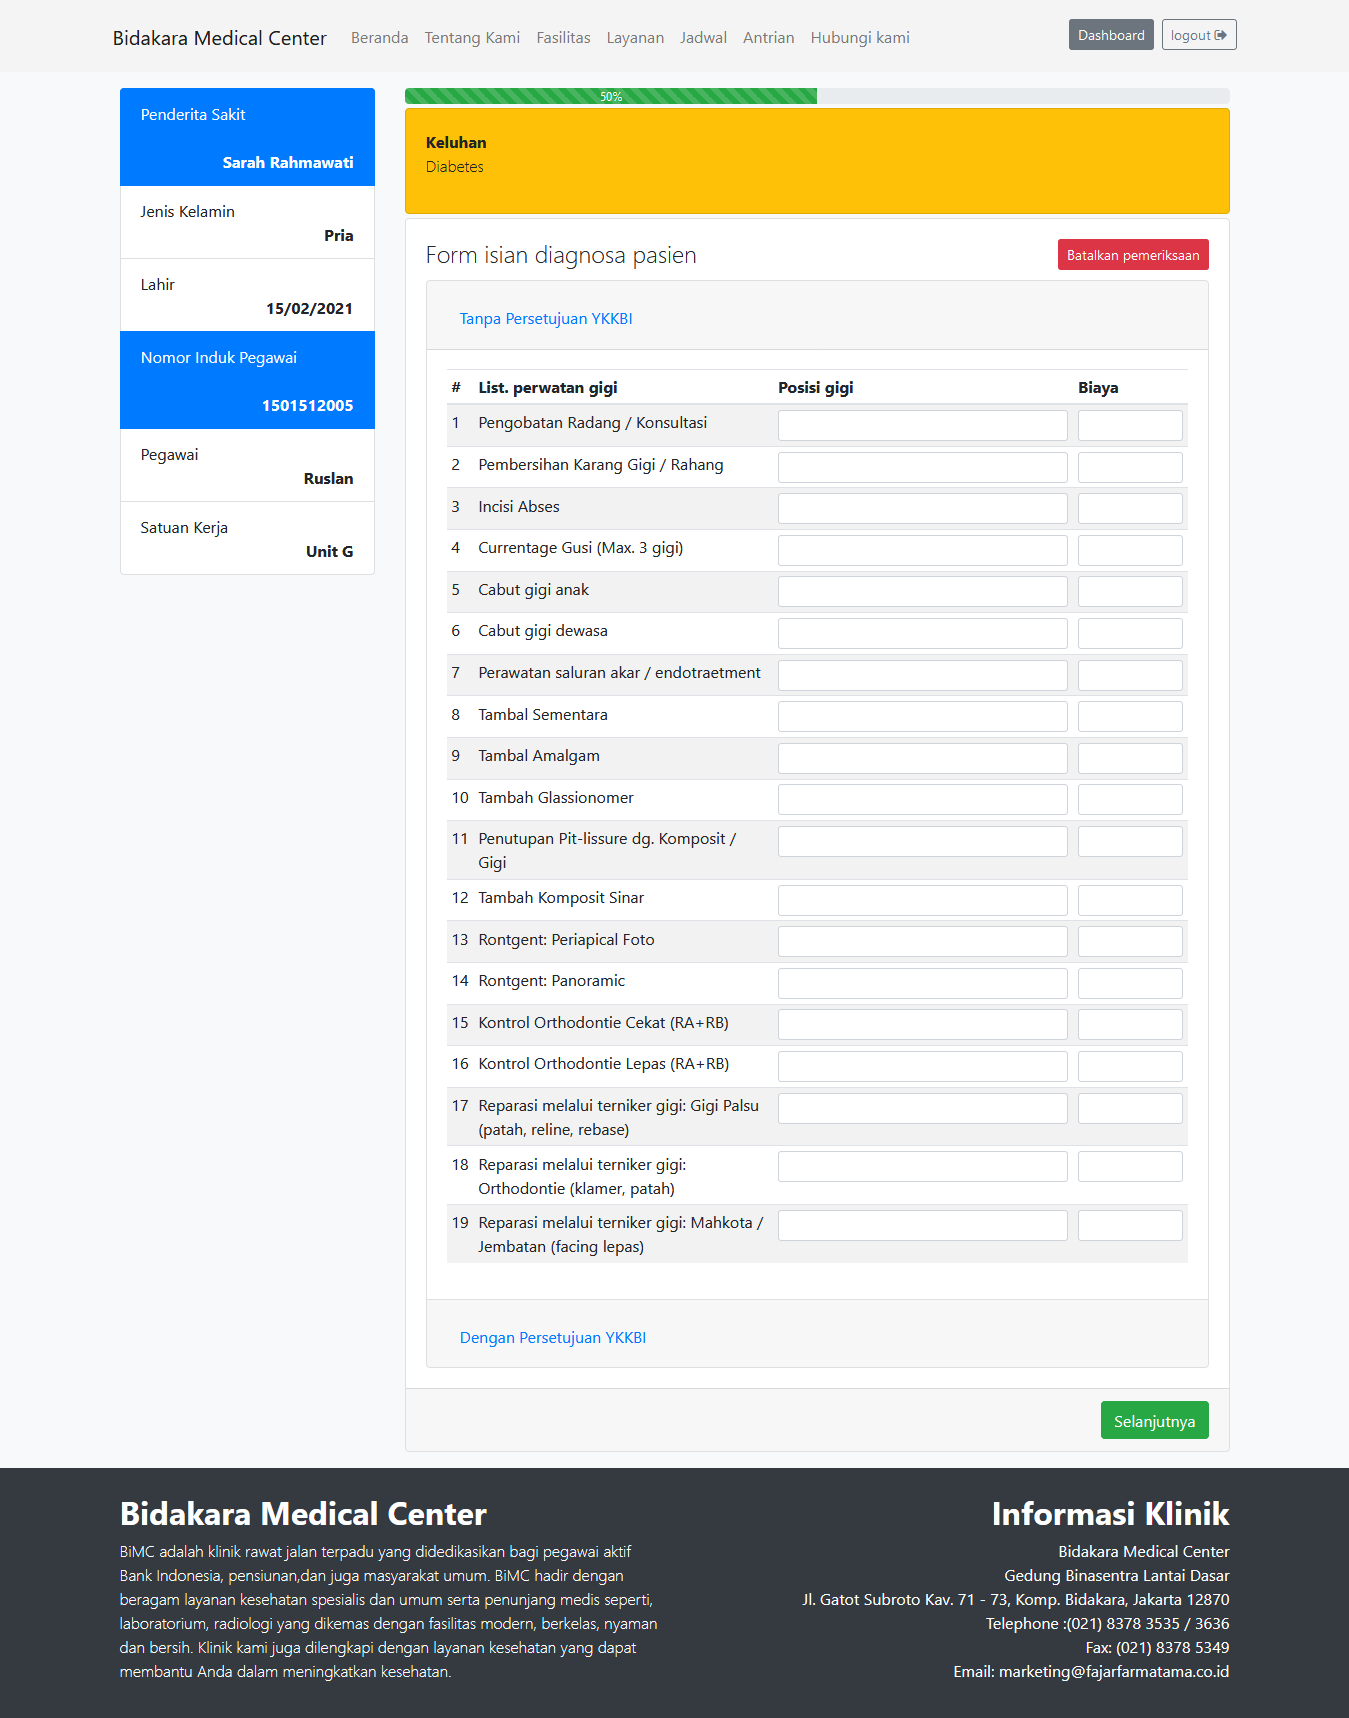 Bidakara Medical Center Beranda Tentang Kami Fasilitas Layanan Jadwal Antrian Hubungi kami Dashboard logout
Penderita Sakit
Sarah Rahmawati
Jenis Kelamin
Pria
Lahir
15/02/2021
Nomor Induk Pegawai
1501512005
Pegawai
Ruslan
Satuan Kerja
Unit G
50%
Keluhan
Diabetes
Form isian diagnosa pasien
Batalkan pemeriksaan
Tanpa Persetujuan YKKBI
# List. perwatan gigi Posisi gigi Biaya
1 Pengobatan Radang / Konsultasi
2 Pembersihan Karang Gigi / Rahang
3 Incisi Abses
4 Currentage Gusi (Max. 3 gigi)
5 Cabut gigi anak
6 Cabut gigi dewasa
7 Perawatan saluran akar / endotraetment
8 Tambal Sementara
9 Tambal Amalgam
10 Tambah Glassionomer
11 Penutupan Pit-lissure dg. Komposit /
Gigi
12 Tambah Komposit Sinar
13 Rontgent: Periapical Foto
14 Rontgent: Panoramic
15 Kontrol Orthodontie Cekat (RA+RB)
16 Kontrol Orthodontie Lepas (RA+RB)
17 Reparasi melalui terniker gigi: Gigi Palsu
(patah, reline, rebase)
18 Reparasi melalui terniker gigi:
Orthodontie (klamer, patah)
19 Reparasi melalui terniker gigi: Mahkota /
Jembatan (facing lepas)
Dengan Persetujuan YKKBI
Selanjutnya
Bidakara Medical Center
BiMC adalah klinik rawat jalan terpadu yang didedikasikan bagi pegawai aktif
Bank Indonesia, pensiunan,dan juga masyarakat umum. BiMC hadir dengan
beragam layanan kesehatan spesialis dan umum serta penunjang medis seperti,
laboratorium, radiologi yang dikemas dengan fasilitas modern, berkelas, nyaman
dan bersih. Klinik kami juga dilengkapi dengan layanan kesehatan yang dapat
membantu Anda dalam meningkatkan kesehatan.
Informasi Klinik
Bidakara Medical Center
Gedung Binasentra Lantai Dasar
Jl. Gatot Subroto Kav. 71 - 73, Komp. Bidakara, Jakarta 12870
Telephone :(021) 8378 3535 / 3636
Fax: (021) 8378 5349
Email: marketing@fajarfarmatama.co.id